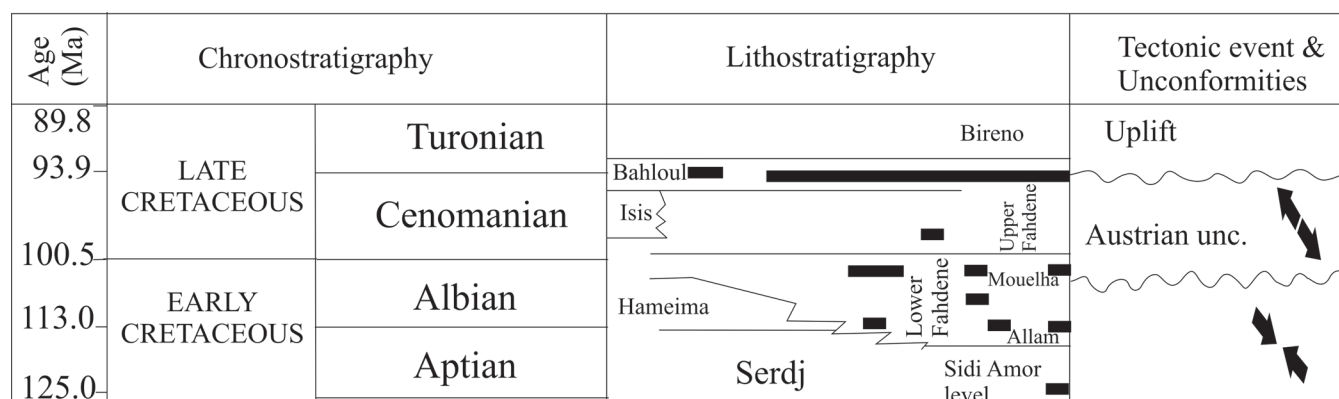 Age
(Ma)
Chronostratigraphy
Lithostratigraphy
Tectonic event &
Unconformities
89.8
93.9
100.5
113.0
125.0
LATE
CRETACEOUS
EARLY
CRETACEOUS
Turonian
Cenomanian
Albian
Aptian
Bireno
Bahloul
Isis
Upper
Fahdene
Hameima
Lower
Fahdene
Mouelha
Allam
Serdj
Sidi Amor
level
Uplift
Austrian unc.